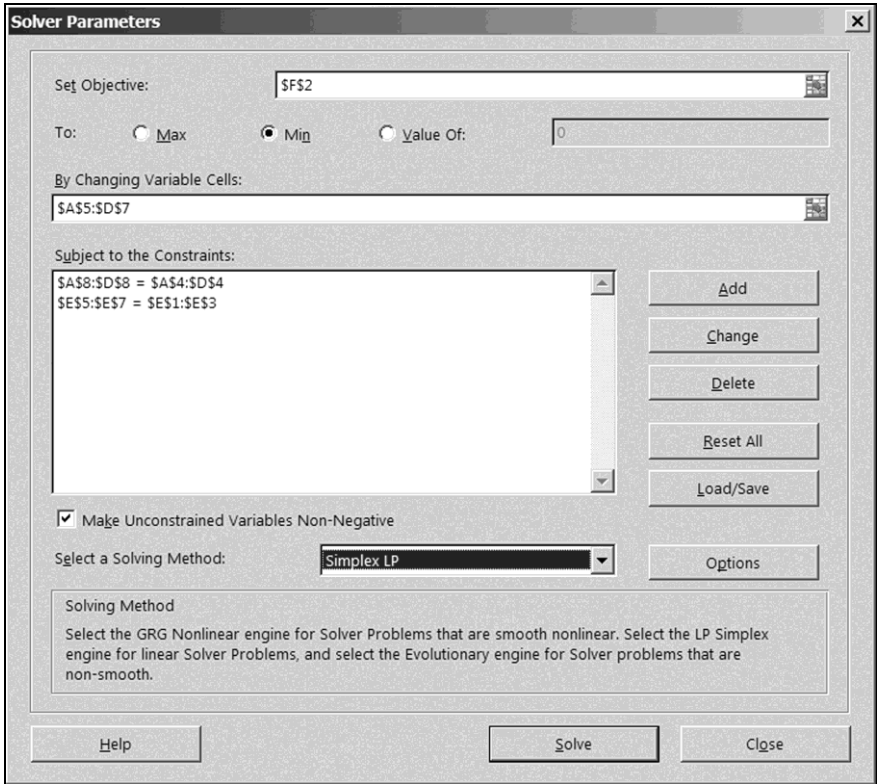 Solver Parameters
Set Objective: $F$2
To: Max Min Value Of: 0
By Changing Variable Cells:
$A$5:$D$7
Subject to the Constraints:
$A$8:$D$8 = $A$4:$D$4
$E$5:$E$7 = $E$1:$E$3
Add
Change
Delete
Reset All
Load/Save
Make Unconstrained Variables Non-Negative
Select a Solving Method: Simplex LP Options
Solving Method
Select the GRG Nonlinear engine for Solver Problems that are smooth nonlinear. Select the LP Simplex
engine for linear Solver Problems, and select the Evolutionary engine for Solver problems that are
non-smooth.
Help Solve Close